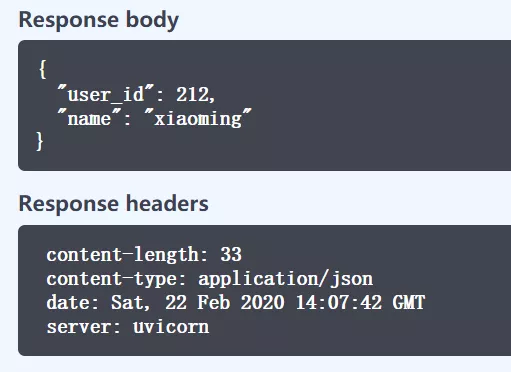 Response body
{
"user_id": 212,
"name": "xiaoming"
}
Response headers
content-length: 33
content-type: application/json
date: Sat, 22 Feb 2020 14:07:42 GMT
server: uvicorn